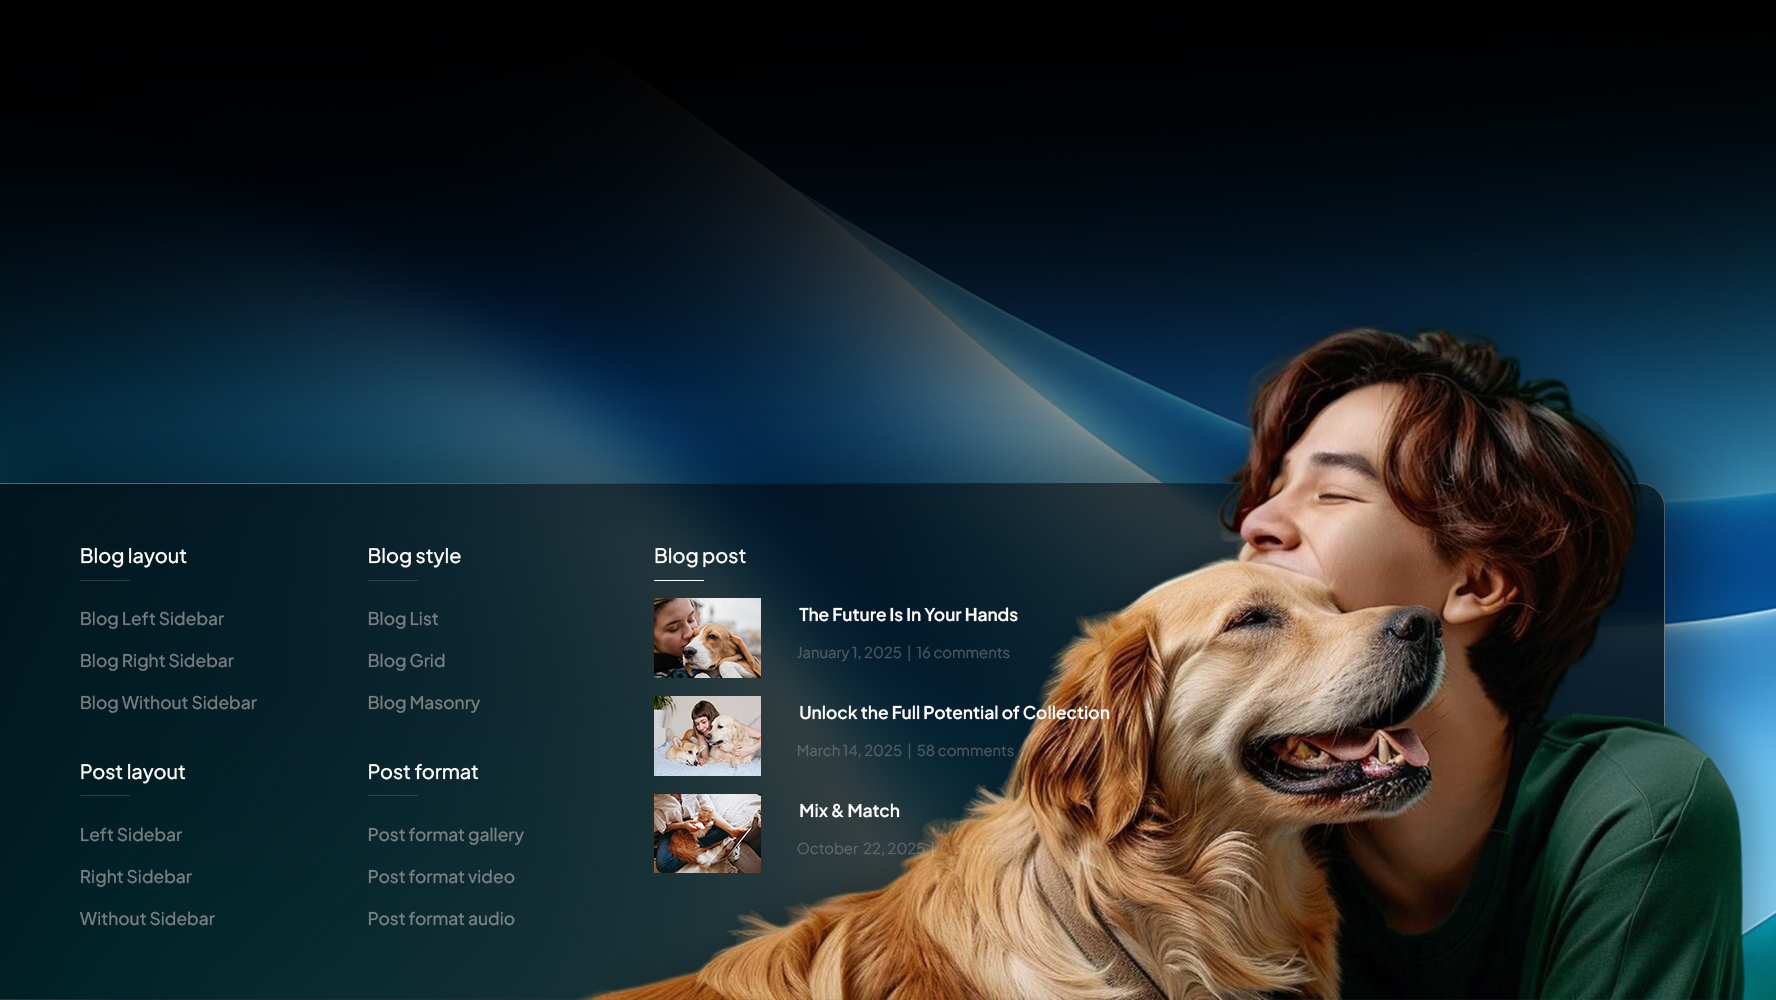 Blog layout
Blog Left Sidebar
Blog Right Sidebar
Blog Without Sidebar
Post layout
Left Sidebar
Right Sidebar
Without Sidebar
Blog style
Blog List
Blog Grid
Blog Masonry
Post format
Post format gallery
Post format video
Post format audio
Blog post
The Future Is In Your Hands
January 1, 2025 | 16 comments
Unlock the Full Potential of Collection
March 14, 2025 | 58 comments
Mix & Match
October 22, 2025 |